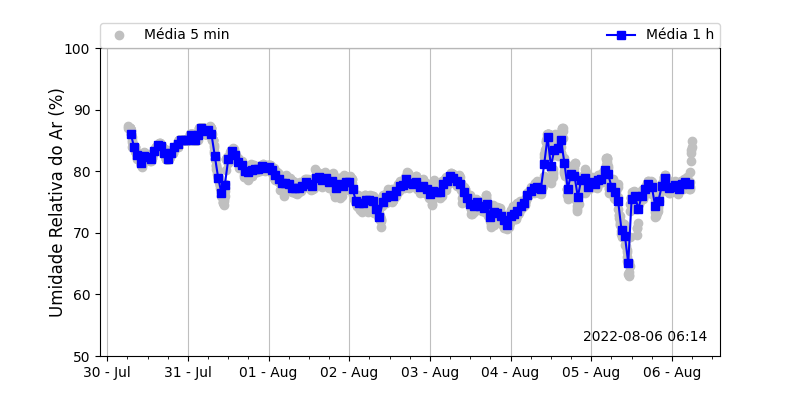 Média 5 min
Média 1 h
100
90
80
70
60
50
Umidade Relativa do Ar (%)
2022-08-06 06:14
30 - Jul
31 - Jul
01 - Aug
02 - Aug
03 - Aug
04 - Aug
05 - Aug
06 - Aug